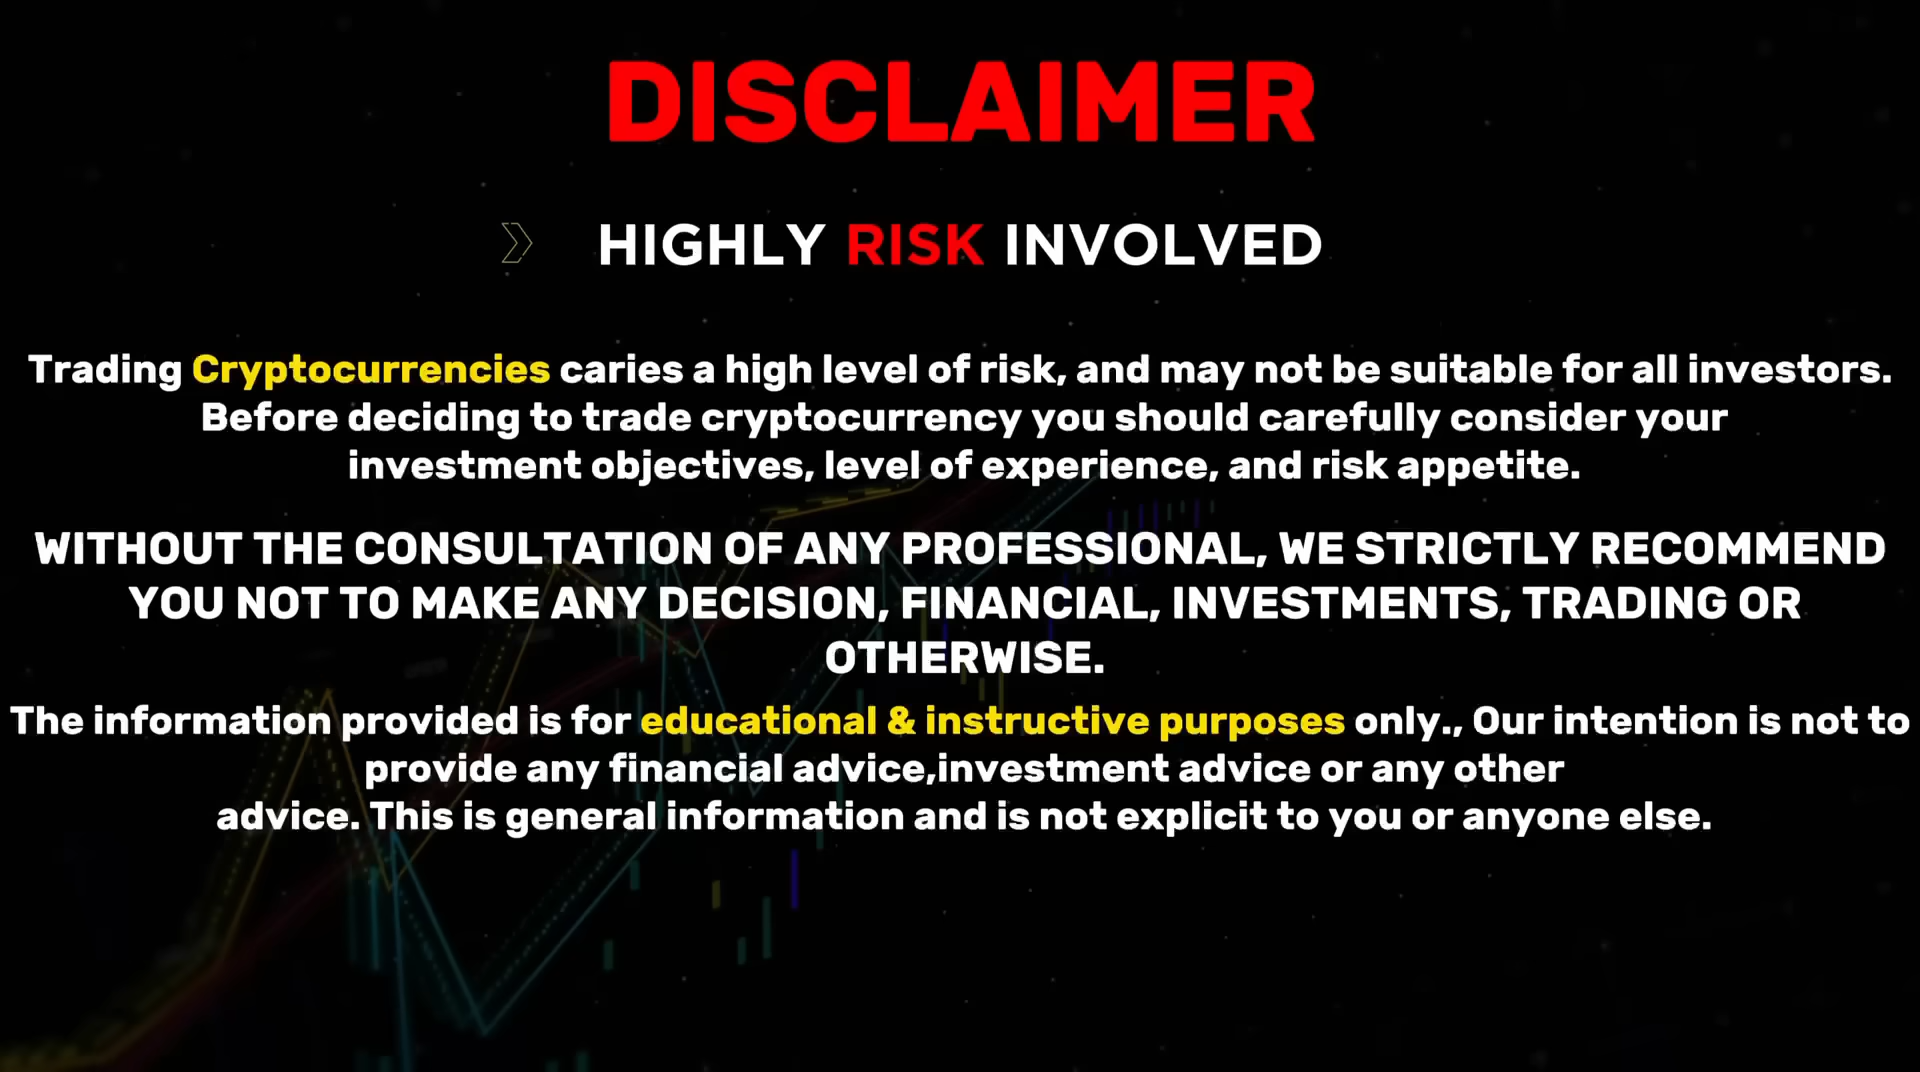 DISCLAIMER
HIGHLY RISK INVOLVED
Trading Cryptocurrencies caries a high level of risk, and may not be suitable for all investors.
Before deciding to trade cryptocurrency you should carefully consider your
investment objectives, level of experience, and risk appetite.
WITHOUT THE CONSULTATION OF ANY PROFESSIONAL, WE STRICTLY RECOMMEND
YOU NOT TO MAKE ANY DECISION, FINANCIAL, INVESTMENTS, TRADING OR
OTHERWISE.
The information provided is for educational & instructive purposes only., Our intention is not to
provide any financial advice,investment advice or any other
advice. This is general information and is not explicit to you or anyone else.